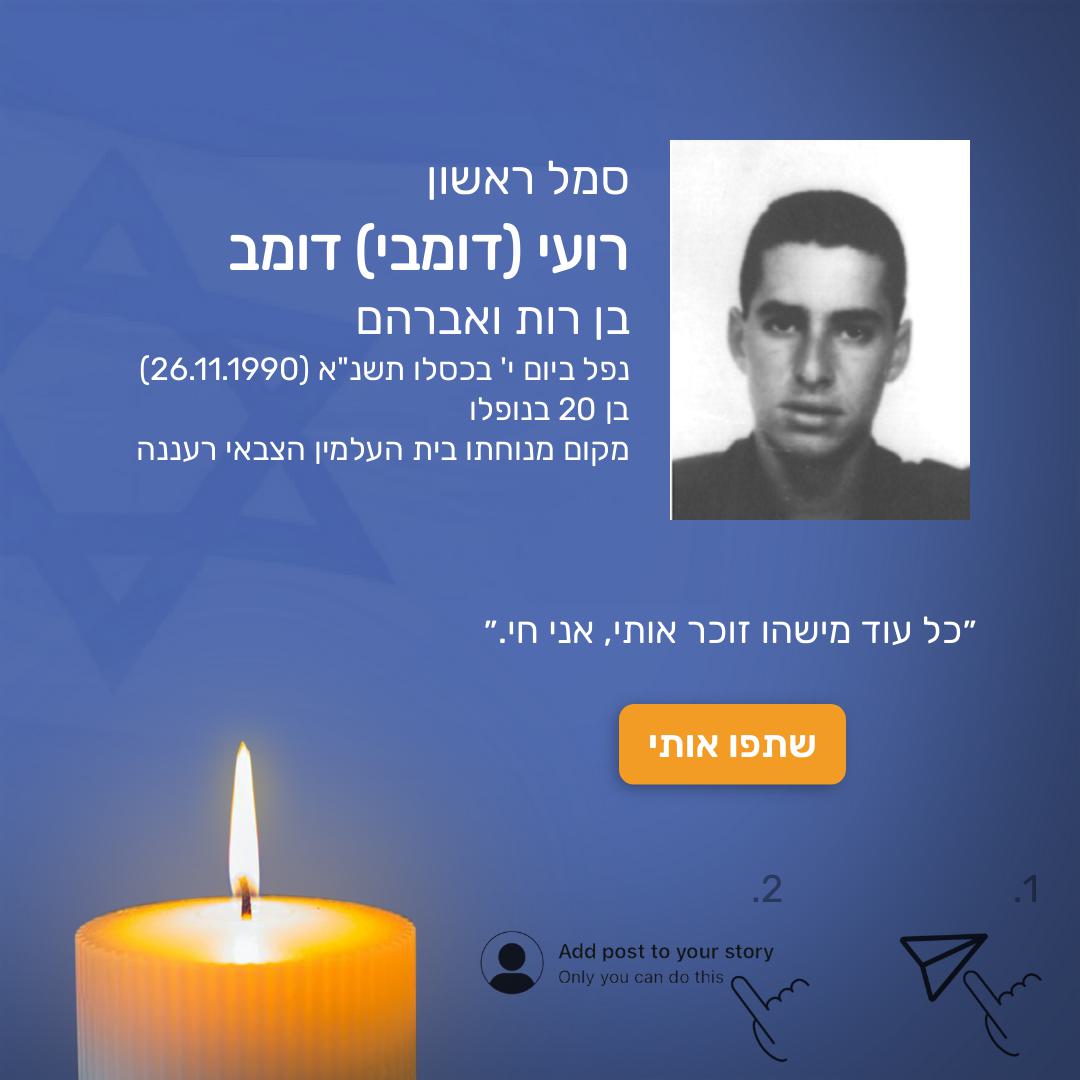 סמל ראשון
רועי (דומבי) דומב
בן רות ואברהם
נפל ביום י' בכסלו תשנ"א (26.11.1990)
בן 20 בנופלו
מקום מנוחתו בית העלמין הצבאי רעננה
״כל עוד מישהו זוכר אותי, אני חי.״
שתפו אותי
.1
.2
Add post to your story
Only you can do this